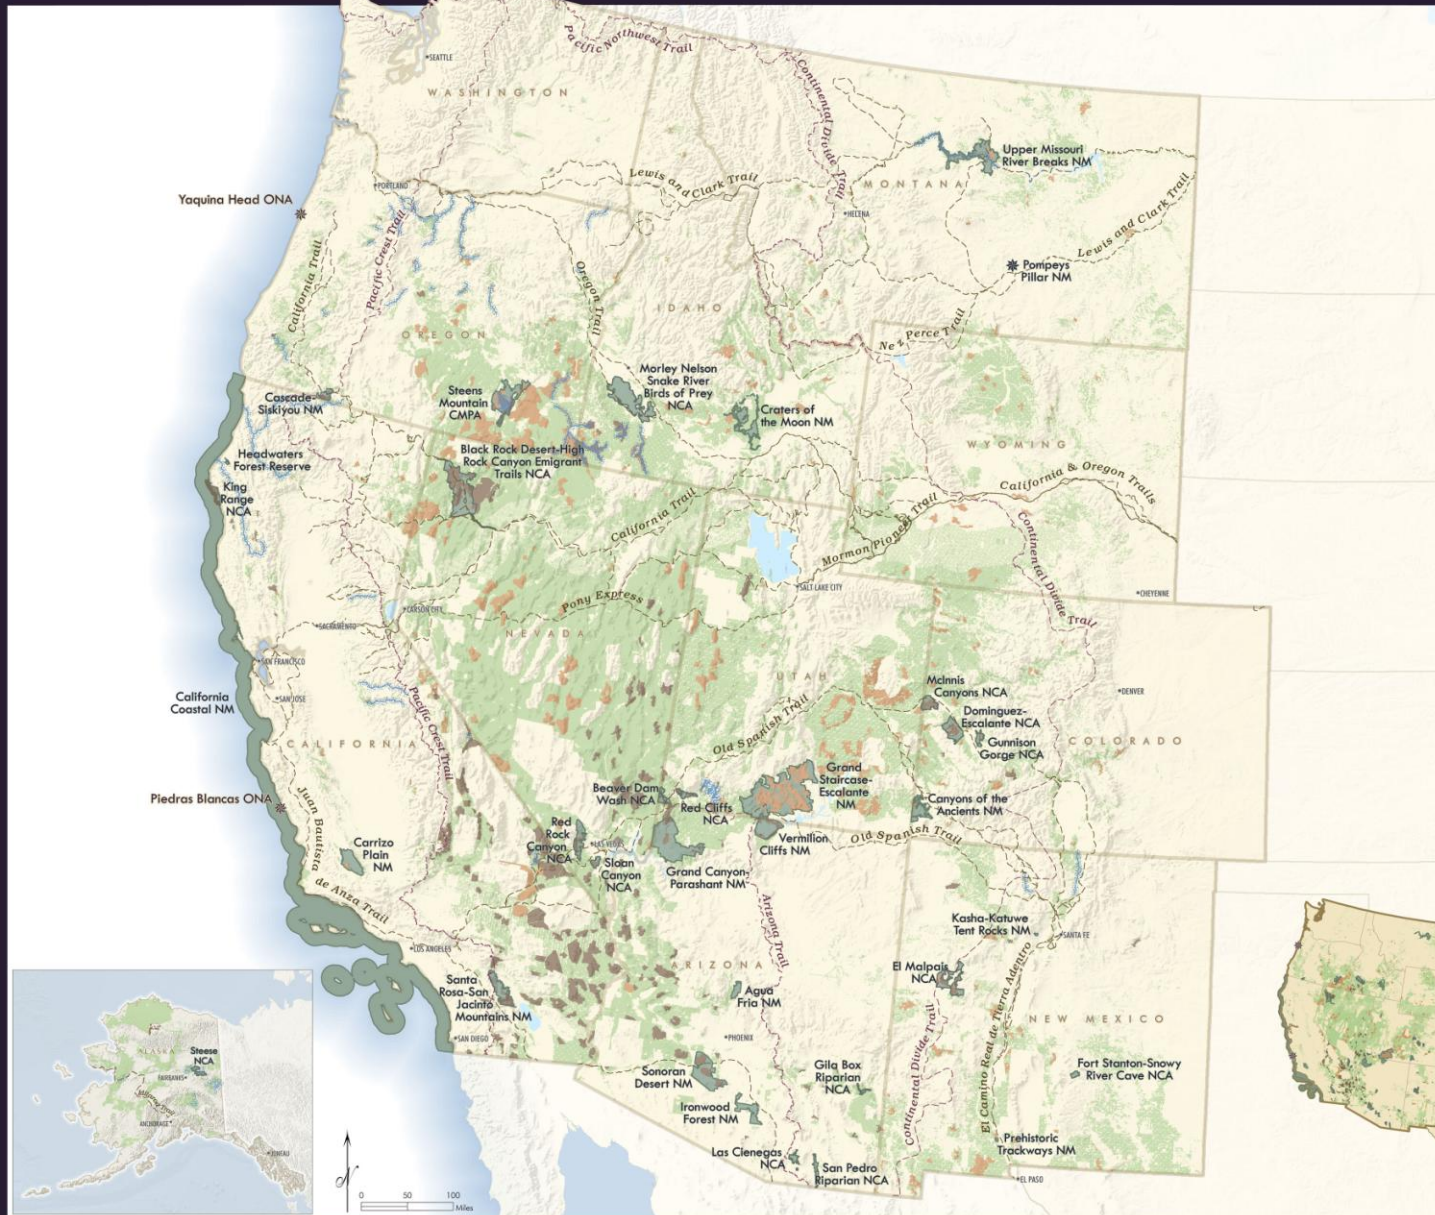 Pacific Northwest Trail
SEATTLE
WASHINGTON
Continental Divide Trail
Upper Missouri
River Breaks NM
Lewis and Clark Trail
MONTANA
PORTLAND
Yaquina Head ONA
HELENA
Lewis and Clark Trail
Pacific Crest Trail
California Trail
Pompeys
Pillar NM
Oregon Trail
IDAHO
OREGON
Nez Perce Trail
Morley Nelson
Snake River
Birds of Prey
NCA
Steens
Mountain
CMPA
Cascade-
Siskiyou NM
Craters of
the Moon NM
WYOMING
Headwaters
Forest Reserve
Black Rock Desert-High
Rock Canyon Emigrant
Trails NCA
King
Range
NCA
California & Oregon Trails
California Trail
Mormon Pioneer Trail
Continental Divide Trail
SALT LAKE CITY
CHEYENNE
Pony Express
CARSON CITY
SACRAMENTO
NEVADA
SAN FRANCISCO
UTAH
McInnis
Canyons NCA
DENVER
California
Coastal NM
SAN JOSE
Pacific Crest Trail
Dominguez-
Escalante NCA
Old Spanish Trail
CALIFORNIA
Gunnison
Gorge NCA
COLORADO
Grand
Staircase-
Escalante
NM
Piedras Blancas ONA
Beaver Dam
Wash NCA
Red Cliffs
NCA
Canyons of the
Ancients NM
Juan Bautista
de Anza Trail
Red
Rock
Canyon
NCA
LAS VEGAS
Vermilion
Cliffs NM
Old Spanish Trail
Carrizo
Plain
NM
Sloan
Canyon
NCA
Grand Canyon-
Parashant NM
Arizona Trail
Kasha-Katuwe
Tent Rocks NM
SANTA FE
LOS ANGELES
ARIZONA
El Malpais
NCA
Santa
Rosa-San
Jacinto
Mountains NM
Agua
Fria NM
El Camino Real de Tierra Adentro
NEW MEXICO
SAN DIEGO
PHOENIX
Continental Divide Trail
Sonoran
Desert NM
Gila Box
Riparian
NCA
Fort Stanton-Snowy
River Cave NCA
Ironwood
Forest NM
Prehistoric
Trackways NM
Las Cienegas
NCA
San Pedro
Riparian NCA
EL PASO
ALASKA
Steese
NCA
FAIRBANKS
ANCHORAGE
JUNEAU
N
0 50 100
Miles